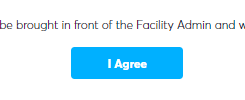 be brought in front of the Facility Admin and
I Agree